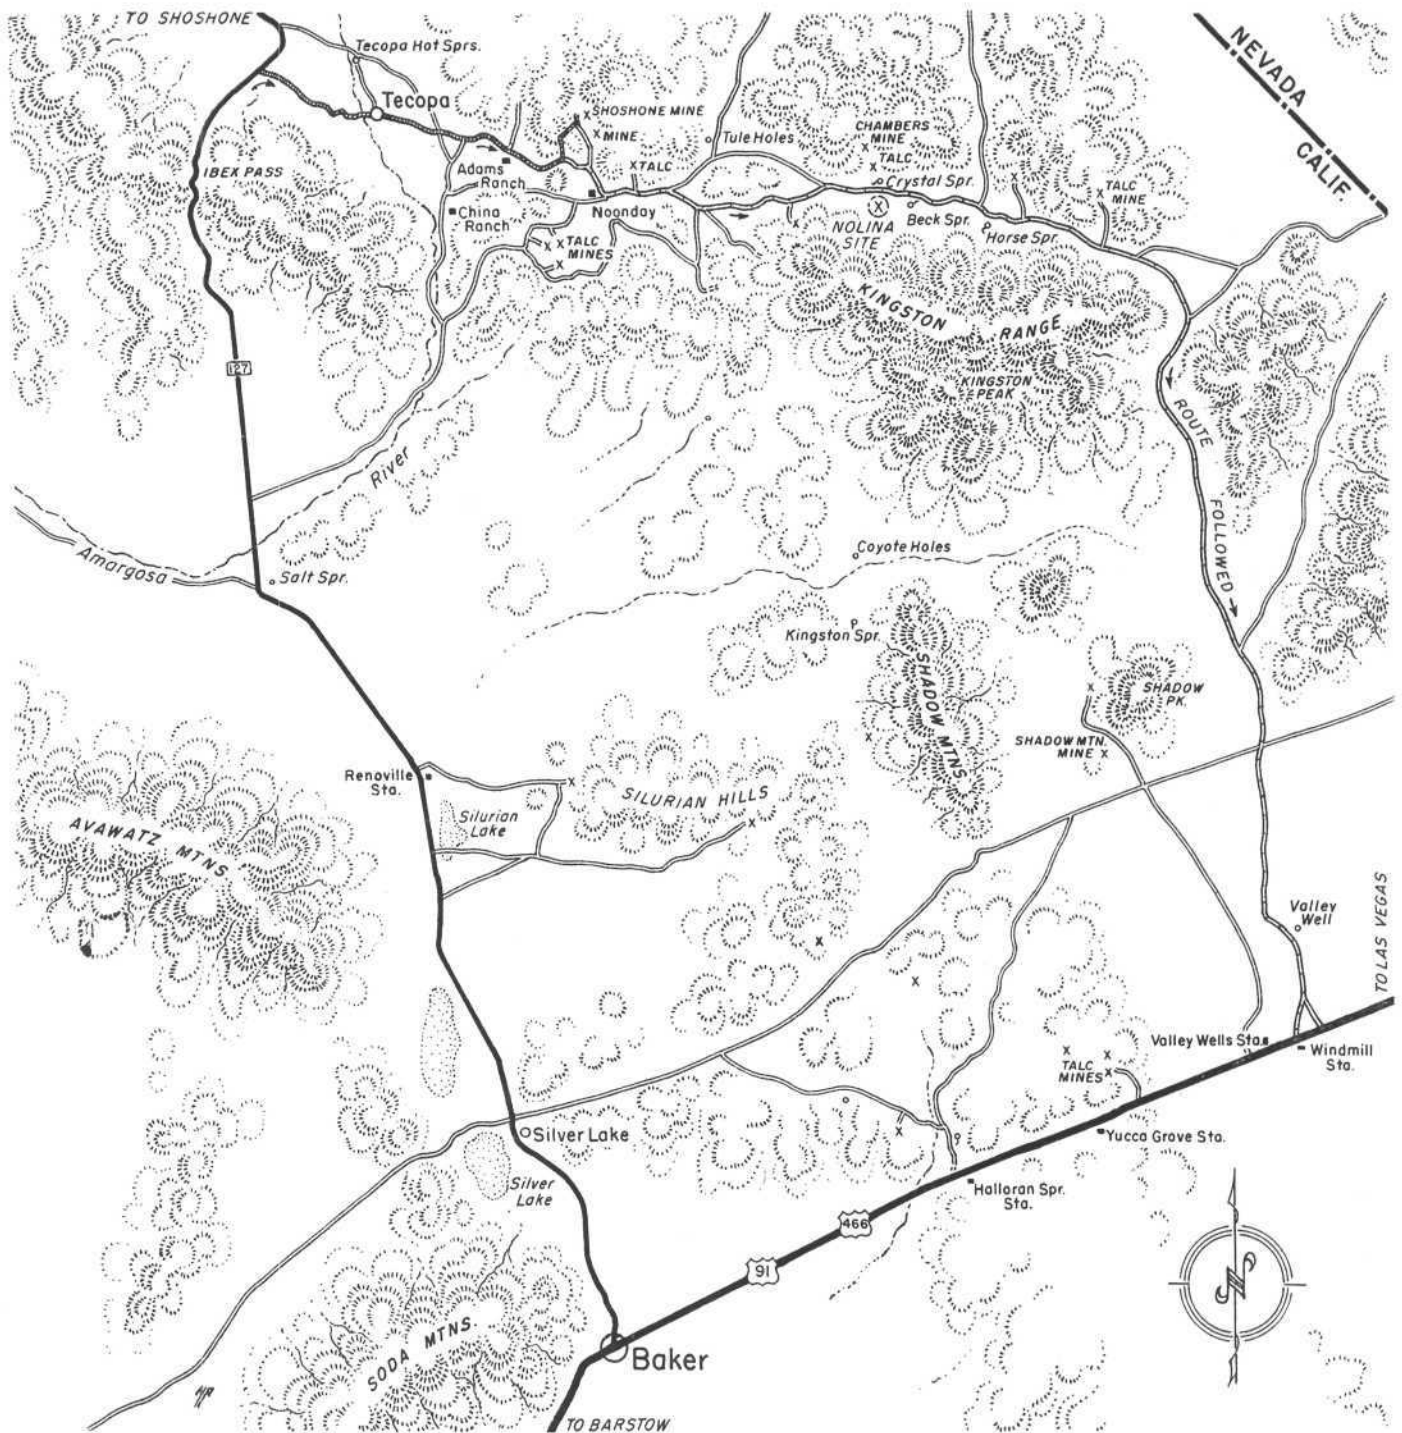 TO SHOSHONE
NEVADA
CALIF.
Tecopa Hot Sprs.
Tecopa
SHOSHONE MINE
MINE
Tule Holes
CHAMBERS
MINE
TALC
TALC
Crystal Spr.
TALC
MINE
IBEX PASS
Adams
Ranch
China
Ranch
Noonday
NOLINA
SITE
Beck Spr.
Horse Spr.
TALC
MINES
KINGSTON RANGE
127
KINGSTON
PEAK
ROUTE FOLLOWED
Amargosa River
Salt Spr.
Coyote Holes
Kingston Spr.
SHADOW MTNS
SHADOW
PK.
SHADOW MTN.
MINE
Renoville
Sta.
Silurian
Lake
SILURIAN HILLS
AVAWATZ MTNS
Valley
Well
TO LAS VEGAS
Valley Wells Sta.
Windmill
Sta.
TALC
MINES
Silver Lake
Yucca Grove Sta.
Silver
Lake
Halloran Spr.
Sta.
466
91
N
SODA MTNS.
Baker
TO BARSTOW